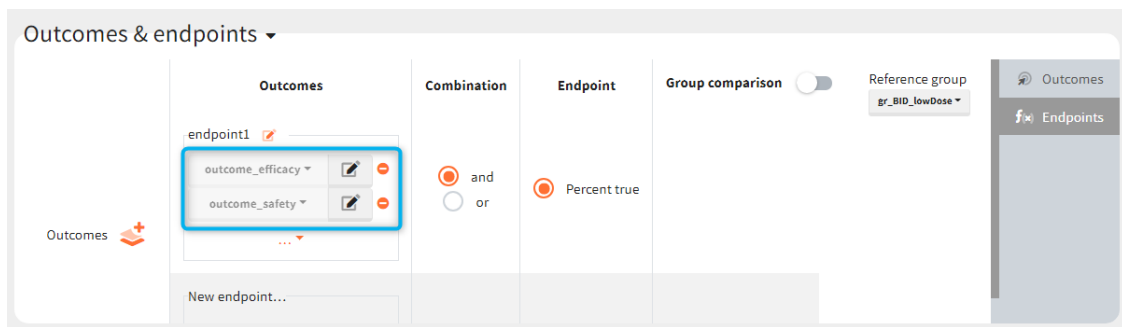 Outcomes & endpoints
Outcomes
Combination
Endpoint
Group comparison
Reference group
gr_BID_lowDose
Outcomes
f(x) Endpoints
endpoint1
outcome_efficacy
outcome_safety
...
and
or
Percent true
Outcomes
New endpoint...